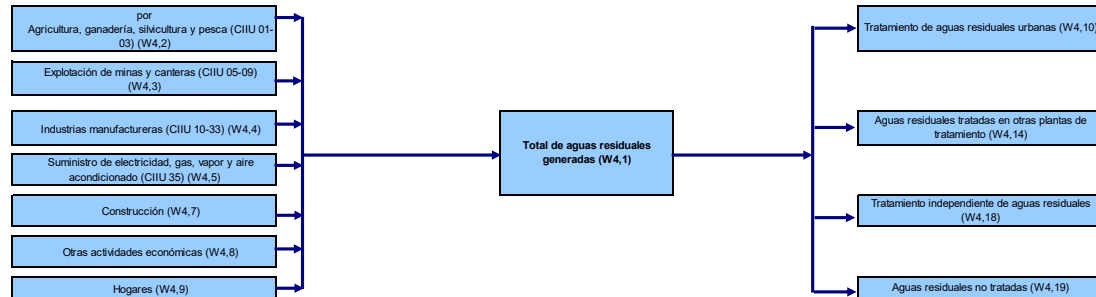 por
Agricultura, ganadería, silvicultura y pesca (CIIU 01-
03) (W4,2)
Explotación de minas y canteras (CIIU 05-09)
(W4,3)
Industrias manufactureras (CIIU 10-33) (W4,4)
Suministro de electricidad, gas, vapor y aire
acondicionado (CIIU 35) (W4,5)
Construcción (W4,7)
Otras actividades económicas (W4,8)
Hogares (W4,9)
Total de aguas residuales
generadas (W4,1)
Tratamiento de aguas residuales urbanas (W4,10)
Aguas residuales tratadas en otras plantas de
tratamiento (W4,14)
Tratamiento independiente de aguas residuales
(W4,18)
Aguas residuales no tratadas (W4,19)